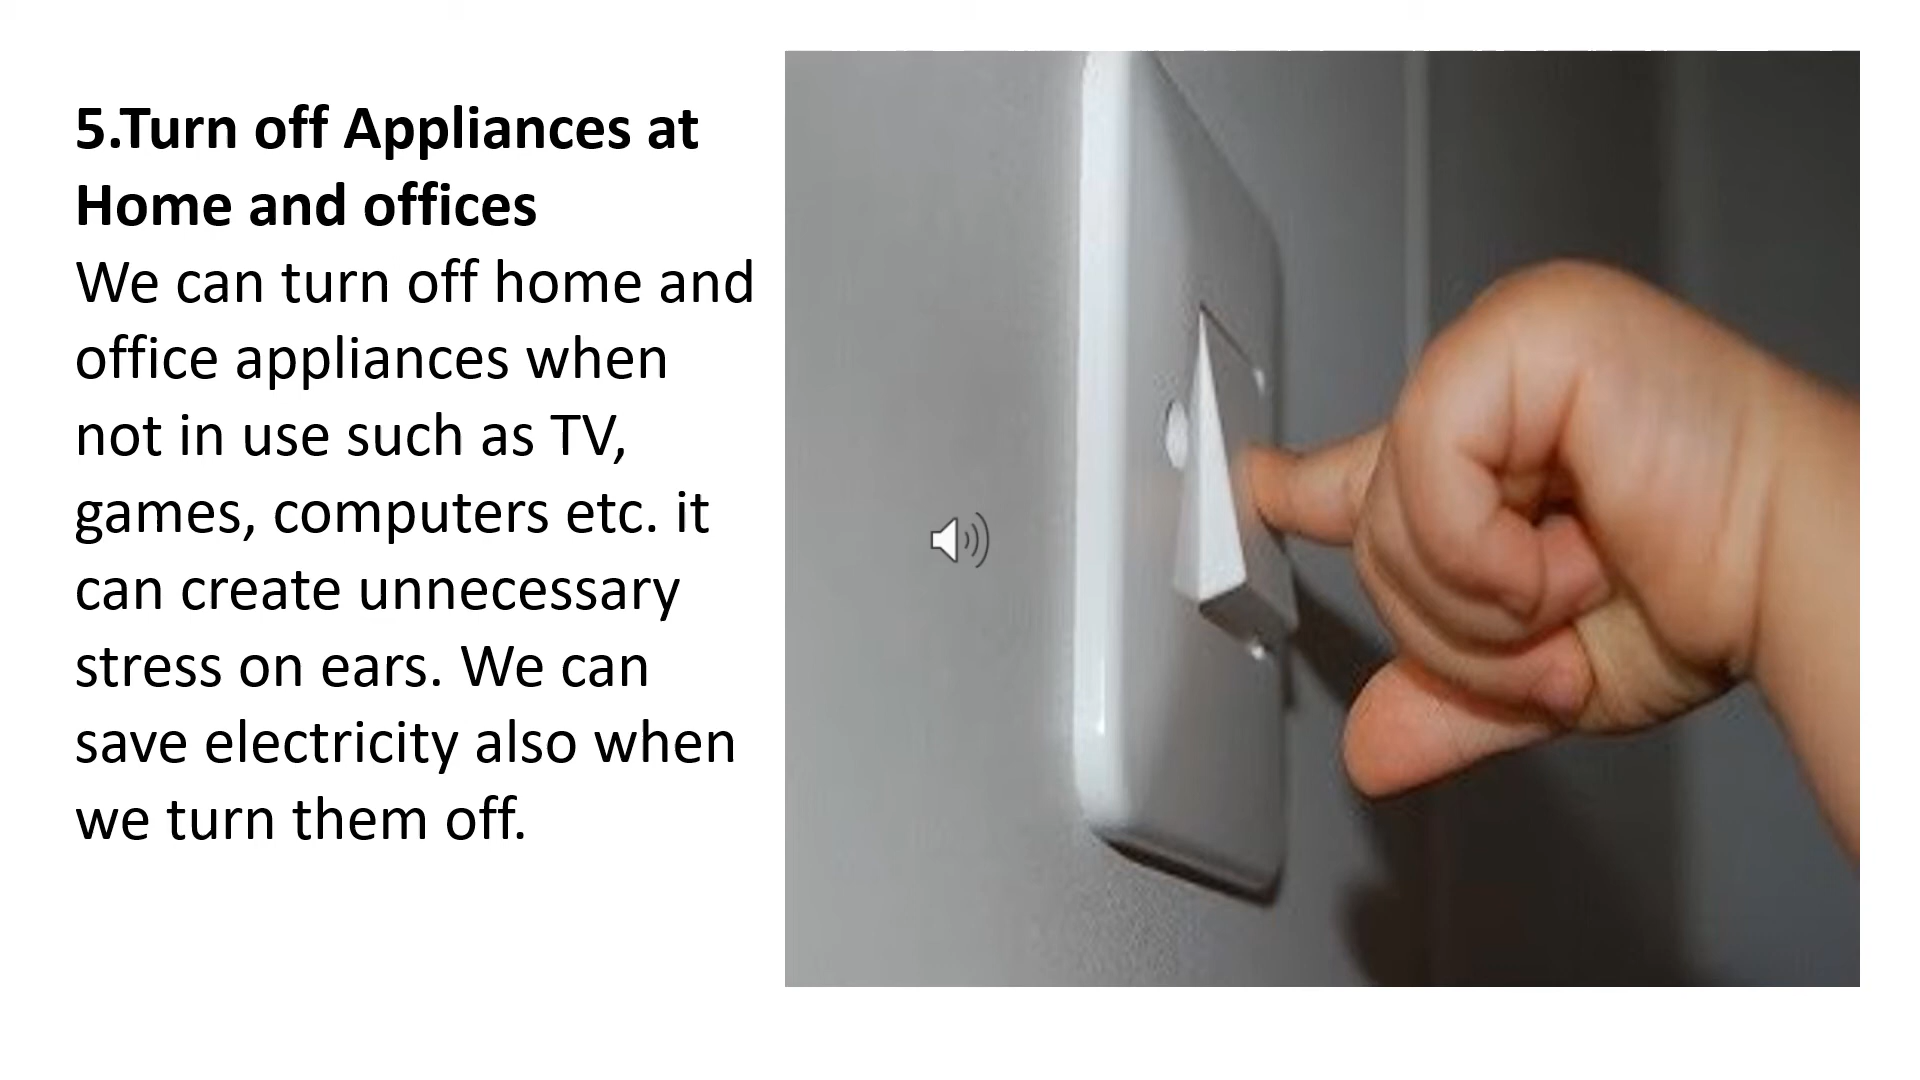 5.Turn off Appliances at
Home and offices
We can turn off home and
office appliances when
not in use such as TV,
games, computers etc. it
can create unnecessary
stress on ears. We can
save electricity also when
we turn them off.